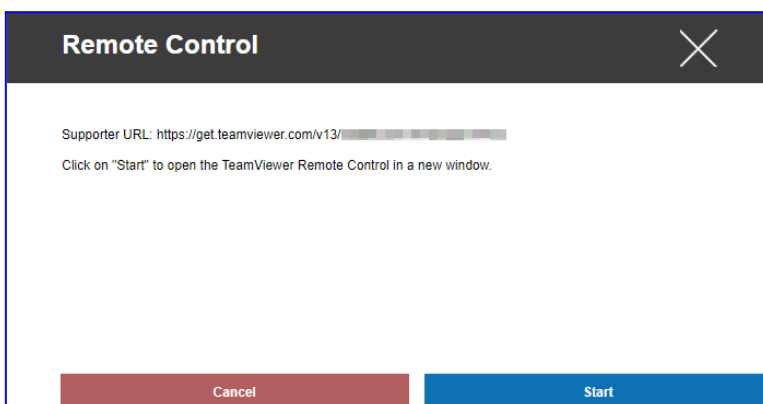 Remote Control
Supporter URL: https://get.teamviewer.com/v13/
Click on "Start" to open the TeamViewer Remote Control in a new window.
Cancel
Start